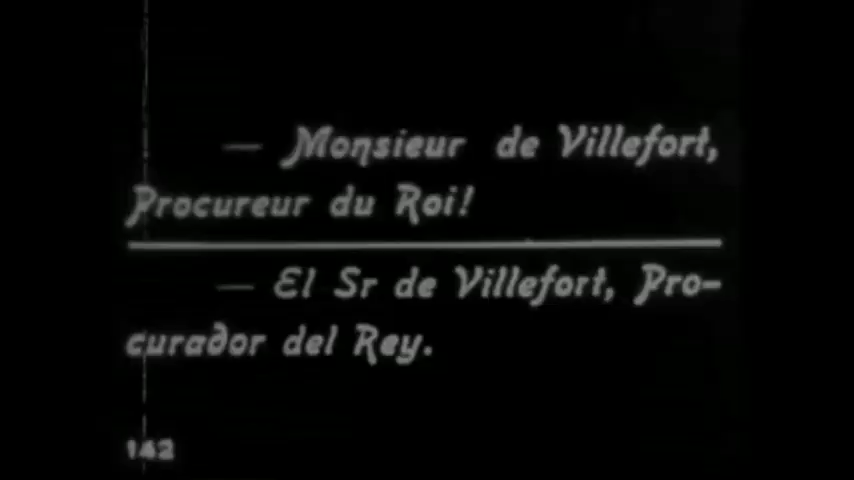 — Monsieur de Villefort,
Procureur du Roi!
— El Sr de Villefort, Pro-
curador del Rey.
142